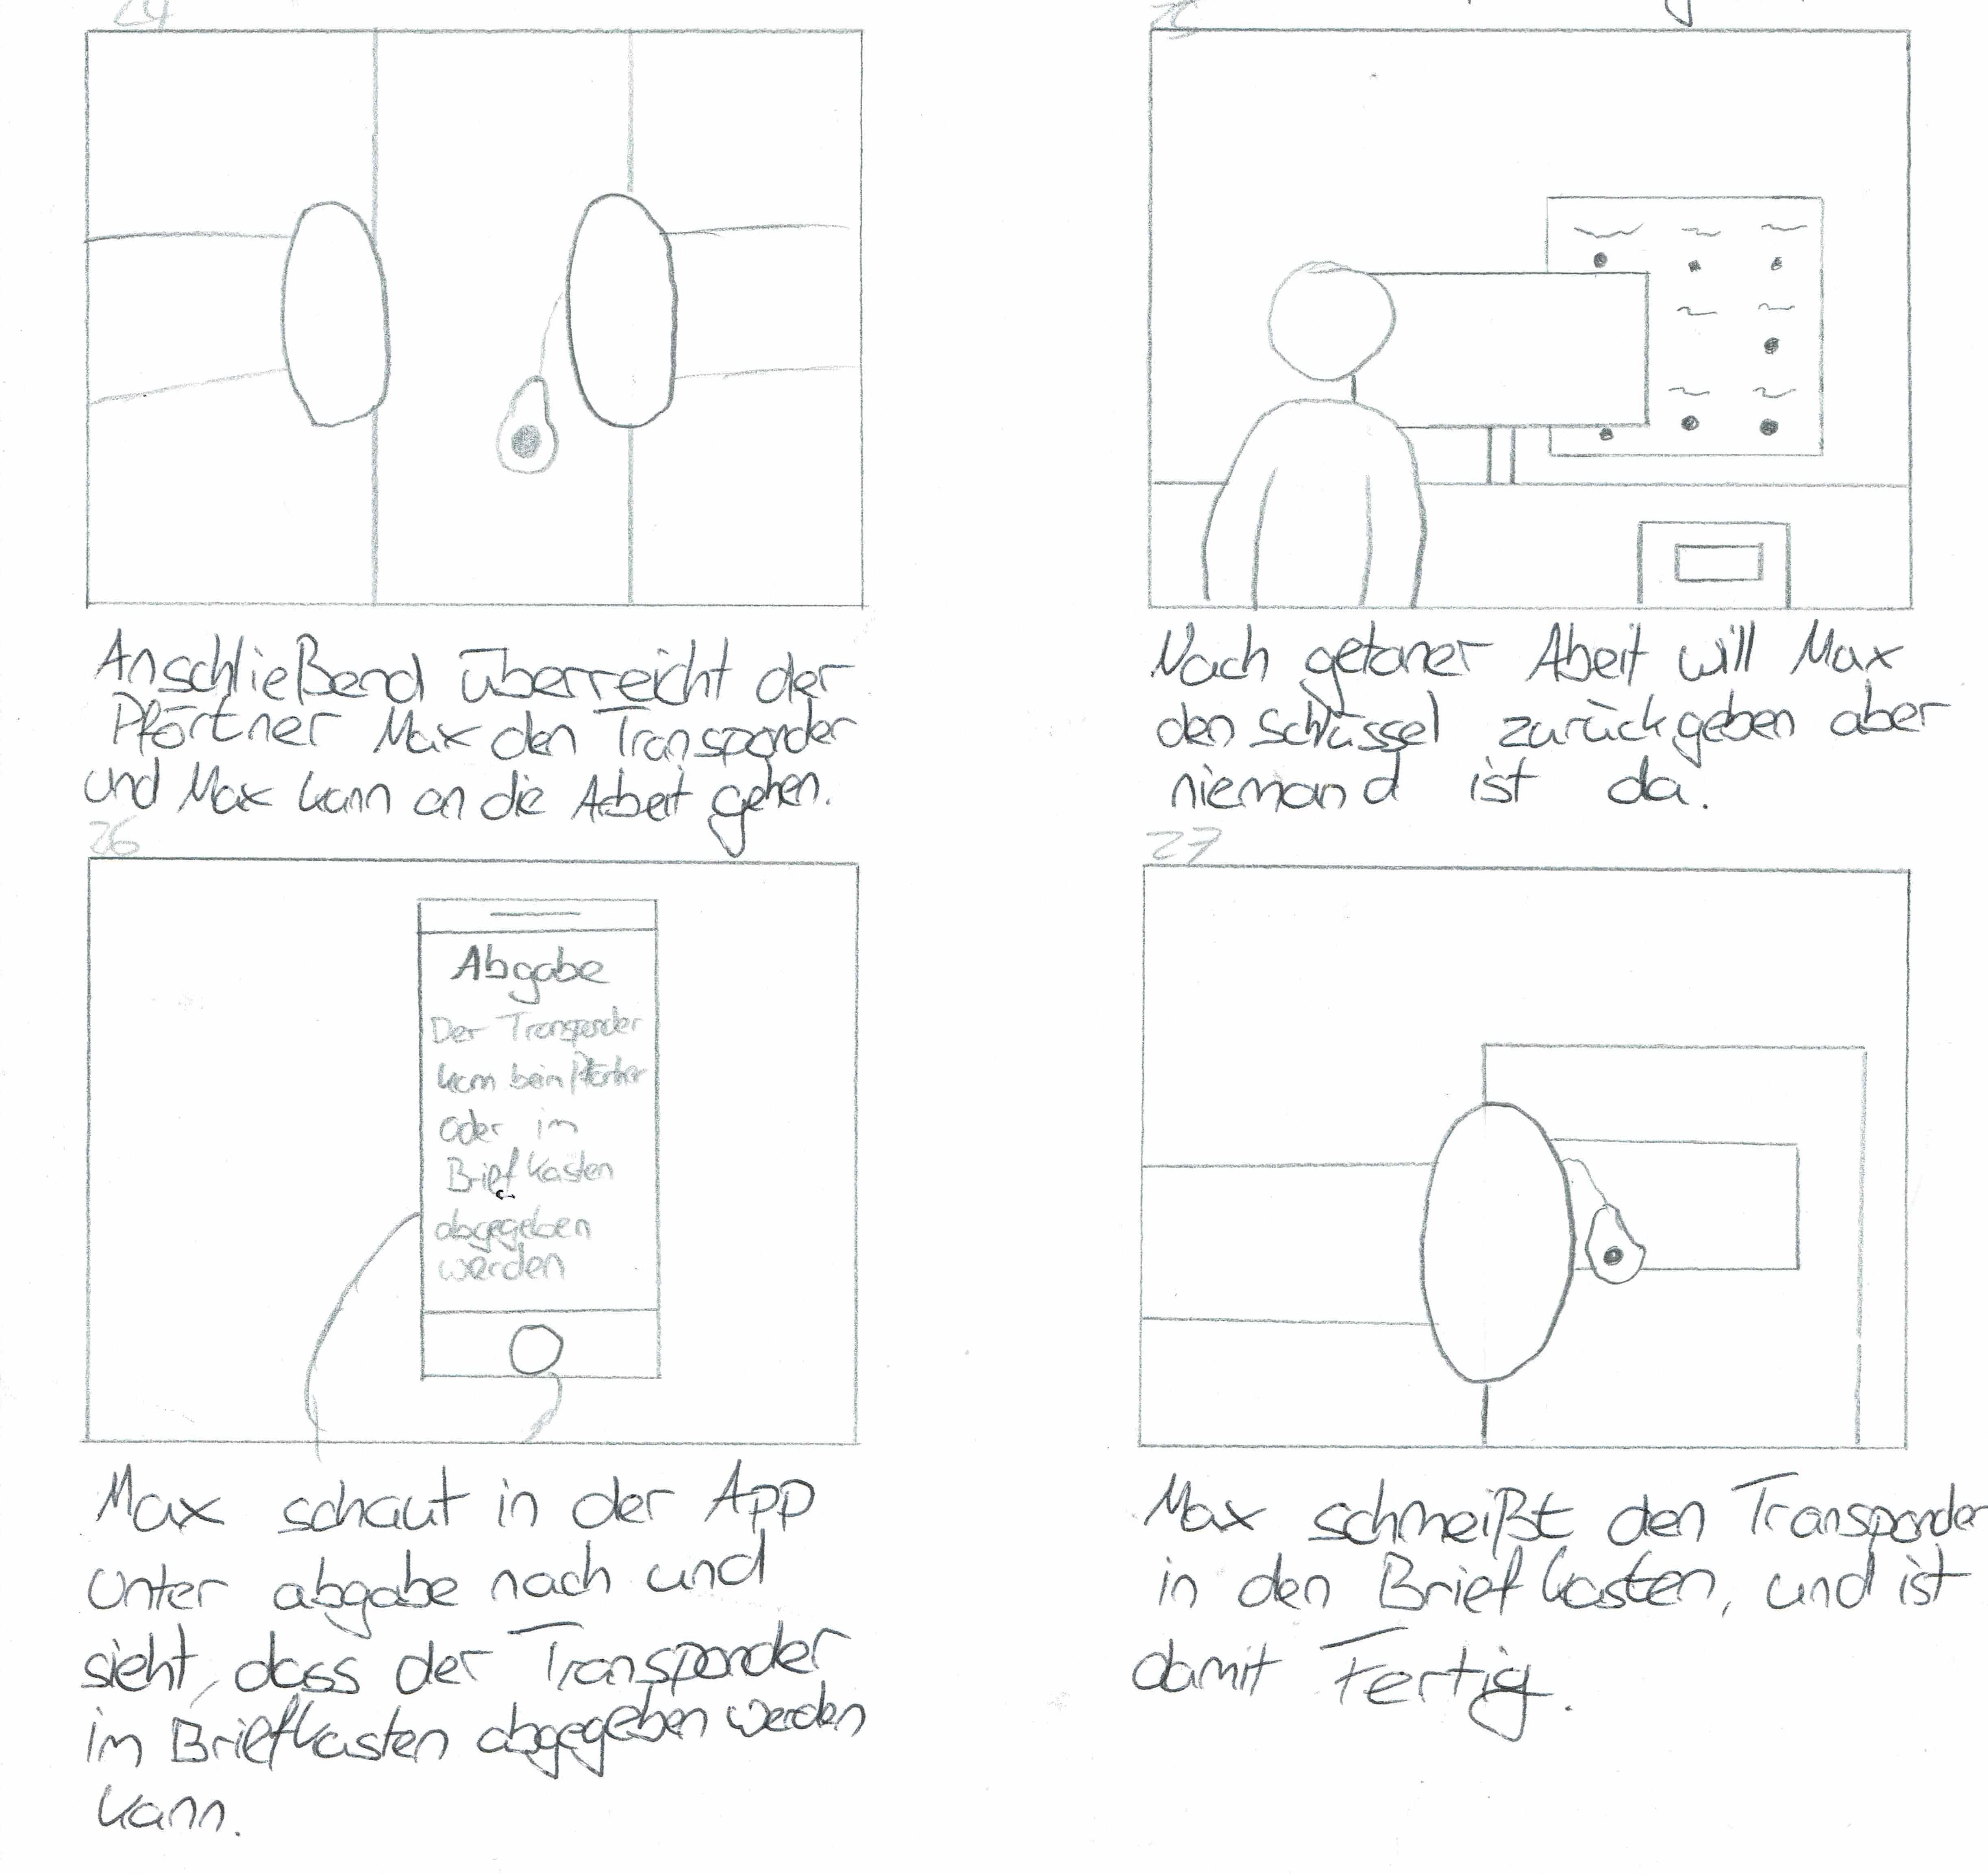 24
Anschließend überreicht der
Pförtner Max den Transponder
und Max kann an die Arbeit gehen.
Nach getaner Abeit will Max
den Schlüssel zurückgeben aber
niemand ist da.
26
Abgabe
Der Transponder
kann beim Pförtner
oder im
Briefkasten
abgegeben
werden
Max schaut in der App
unter abgabe nach und
sieht, dass der Transponder
im Briefkasten abgegeben werden
kann.
27
Max schmeißt den Transponder
in den Briefkasten, und ist
damit Fertig.